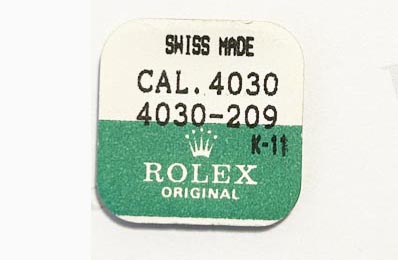 SWISS MADE
CAL. 4030
4030-209
K-11
ROLEX
ORIGINAL